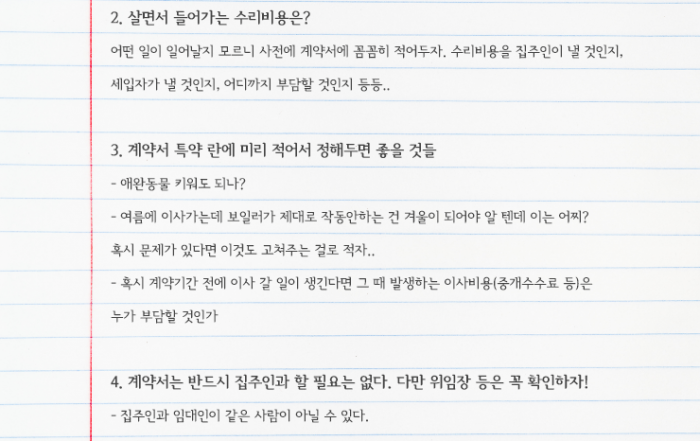 2. 살면서 들어가는 수리비용은?
어떤 일이 일어날지 모르니 사전에 계약서에 꼼꼼히 적어두자. 수리비용을 집주인이 낼 것인지,
세입자가 낼 것인지, 어디까지 부담할 것인지 등등..
3. 계약서 특약 란에 미리 적어서 정해두면 좋을 것들
- 애완동물 키워도 되나?
- 여름에 이사가는데 보일러가 제대로 작동안하는 건 겨울이 되어야 알 텐데 이는 어찌?
혹시 문제가 있다면 이것도 고쳐주는 걸로 적자..
- 혹시 계약기간 전에 이사 갈 일이 생긴다면 그 때 발생하는 이사비용(중개수수료 등)은
누가 부담할 것인가
4. 계약서는 반드시 집주인과 할 필요는 없다. 다만 위임장 등은 꼭 확인하자!
- 집주인과 임대인이 같은 사람이 아닐 수 있다.